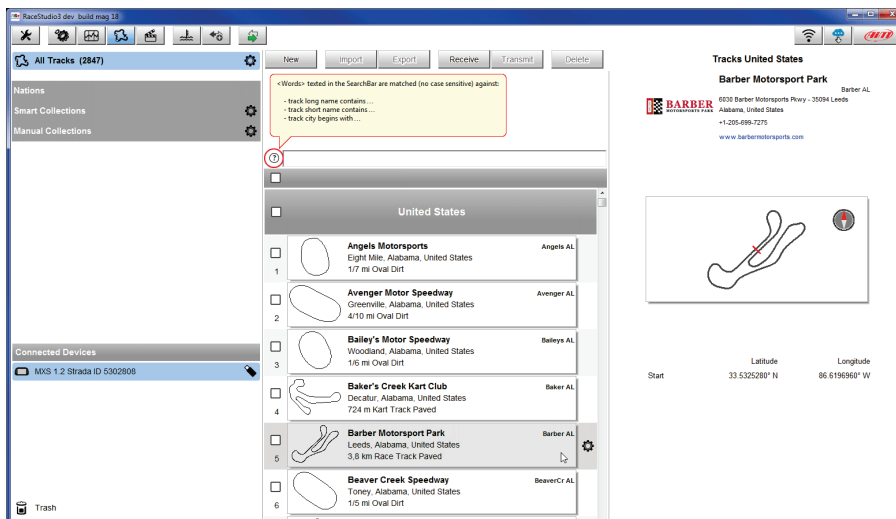 RaceStudio3 dev build mag 18
All Tracks (2847)
Nations
Smart Collections
Manual Collections
Connected Devices
MXS 1.2 Strada ID 5302808
Trash
New Import Export Receive Transmit Delete
<Words> texted in the SearchBar are matched (no case sensitive) against:
- track long name contains...
- track short name contains...
- track city begins with...
?
United States
Angels Motorsports Angels AL
Eight Mile, Alabama, United States
1/7 mi Oval Dirt
1
Avenger Motor Speedway Avenger AL
Greenville, Alabama, United States
4/10 mi Oval Dirt
2
Bailey's Motor Speedway Baileys AL
Woodland, Alabama, United States
1/6 mi Oval Dirt
3
Baker's Creek Kart Club Baker AL
Decatur, Alabama, United States
724 m Kart Track Paved
4
Barber Motorsport Park Barber AL
Leeds, Alabama, United States
3,8 km Race Track Paved
5
Beaver Creek Speedway BeaverCr AL
Toney, Alabama, United States
1/5 mi Oval Dirt
6
AiM
Tracks United States
Barber Motorsport Park
Barber AL
BARBER
MOTORSPORTS PARK
6030 Barber Motorsports Pkwy - 35094 Leeds
Alabama, United States
+1-205-699-7275
www.barbermotorsports.com
Latitude Longitude
Start 33.5325280° N 86.6196960° W